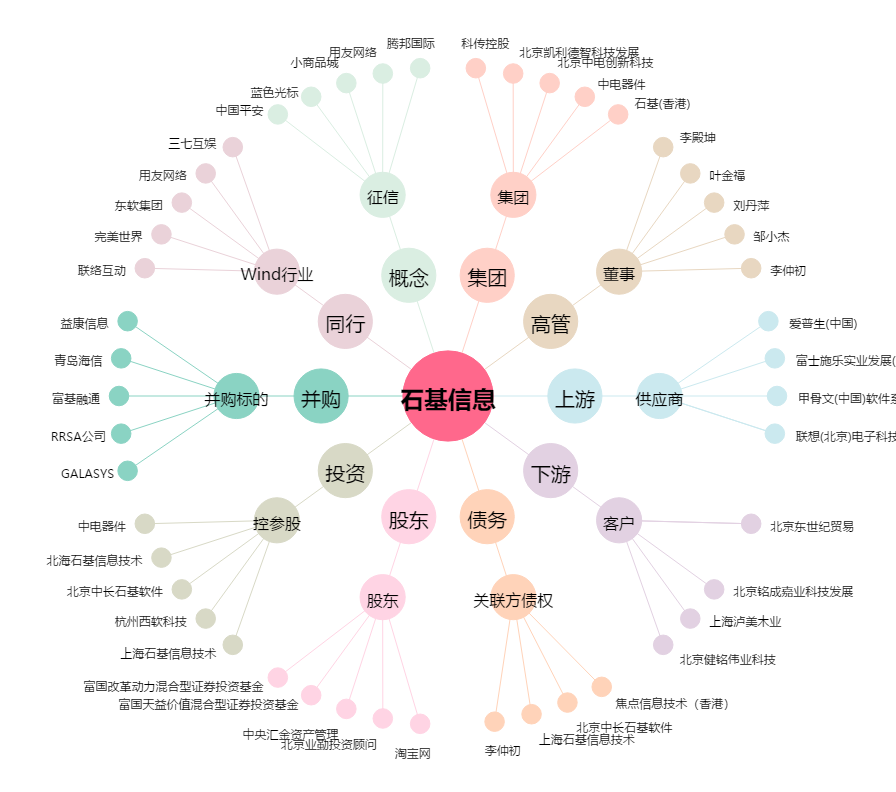 石基信息
概念
征信
中国平安
蓝色光标
小商品城
用友网络
腾邦国际
集团
集团
科传控股
北京凯利德智科技发展
北京中电创新科技
中电器件
石基(香港)
高管
董事
李殿坤
叶金福
刘丹萍
邹小杰
李仲初
上游
供应商
爱普生(中国)
富士施乐实业发展(
甲骨文(中国)软件系
联想(北京)电子科技
下游
客户
北京东世纪贸易
北京铭成嘉业科技发展
上海泸美木业
北京健铭伟业科技
债务
关联方债权
焦点信息技术（香港）
北京中长石基软件
上海石基信息技术
李仲初
股东
股东
淘宝网
北京业勤投资顾问
中央汇金资产管理
富国天益价值混合型证券投资基金
富国改革动力混合型证券投资基金
投资
控参股
上海石基信息技术
杭州西软科技
北京中长石基软件
北海石基信息技术
中电器件
并购
并购标的
GALASYS
RRSA公司
富基融通
青岛海信
益康信息
同行
Wind行业
联络互动
完美世界
东软集团
用友网络
三七互娱